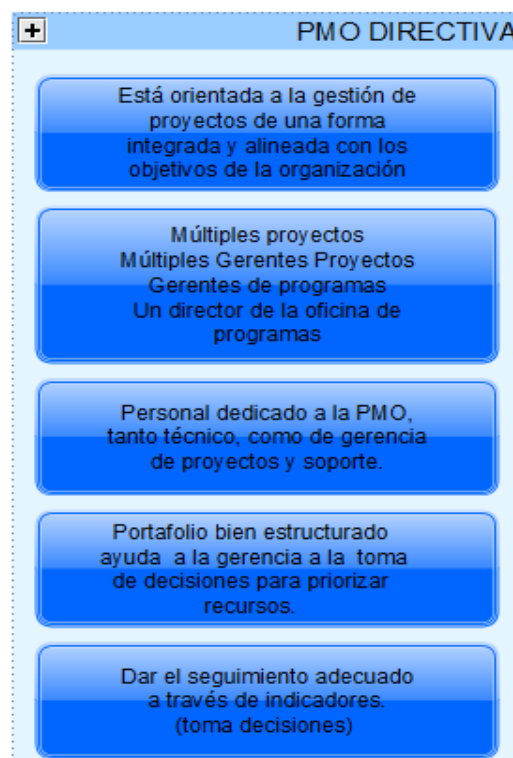 PMO DIRECTIVA
Está orientada a la gestión de
proyectos de una forma
integrada y alineada con los
objetivos de la organización
Múltiples proyectos
Múltiples Gerentes Proyectos
Gerentes de programas
Un director de la oficina de
programas
Personal dedicado a la PMO,
tanto técnico, como de gerencia
de proyectos y soporte.
Portafolio bien estructurado
ayuda  a la gerencia a la  toma
de decisiones para priorizar
recursos.
Dar el seguimiento adecuado
a través de indicadores.
(toma decisiones)